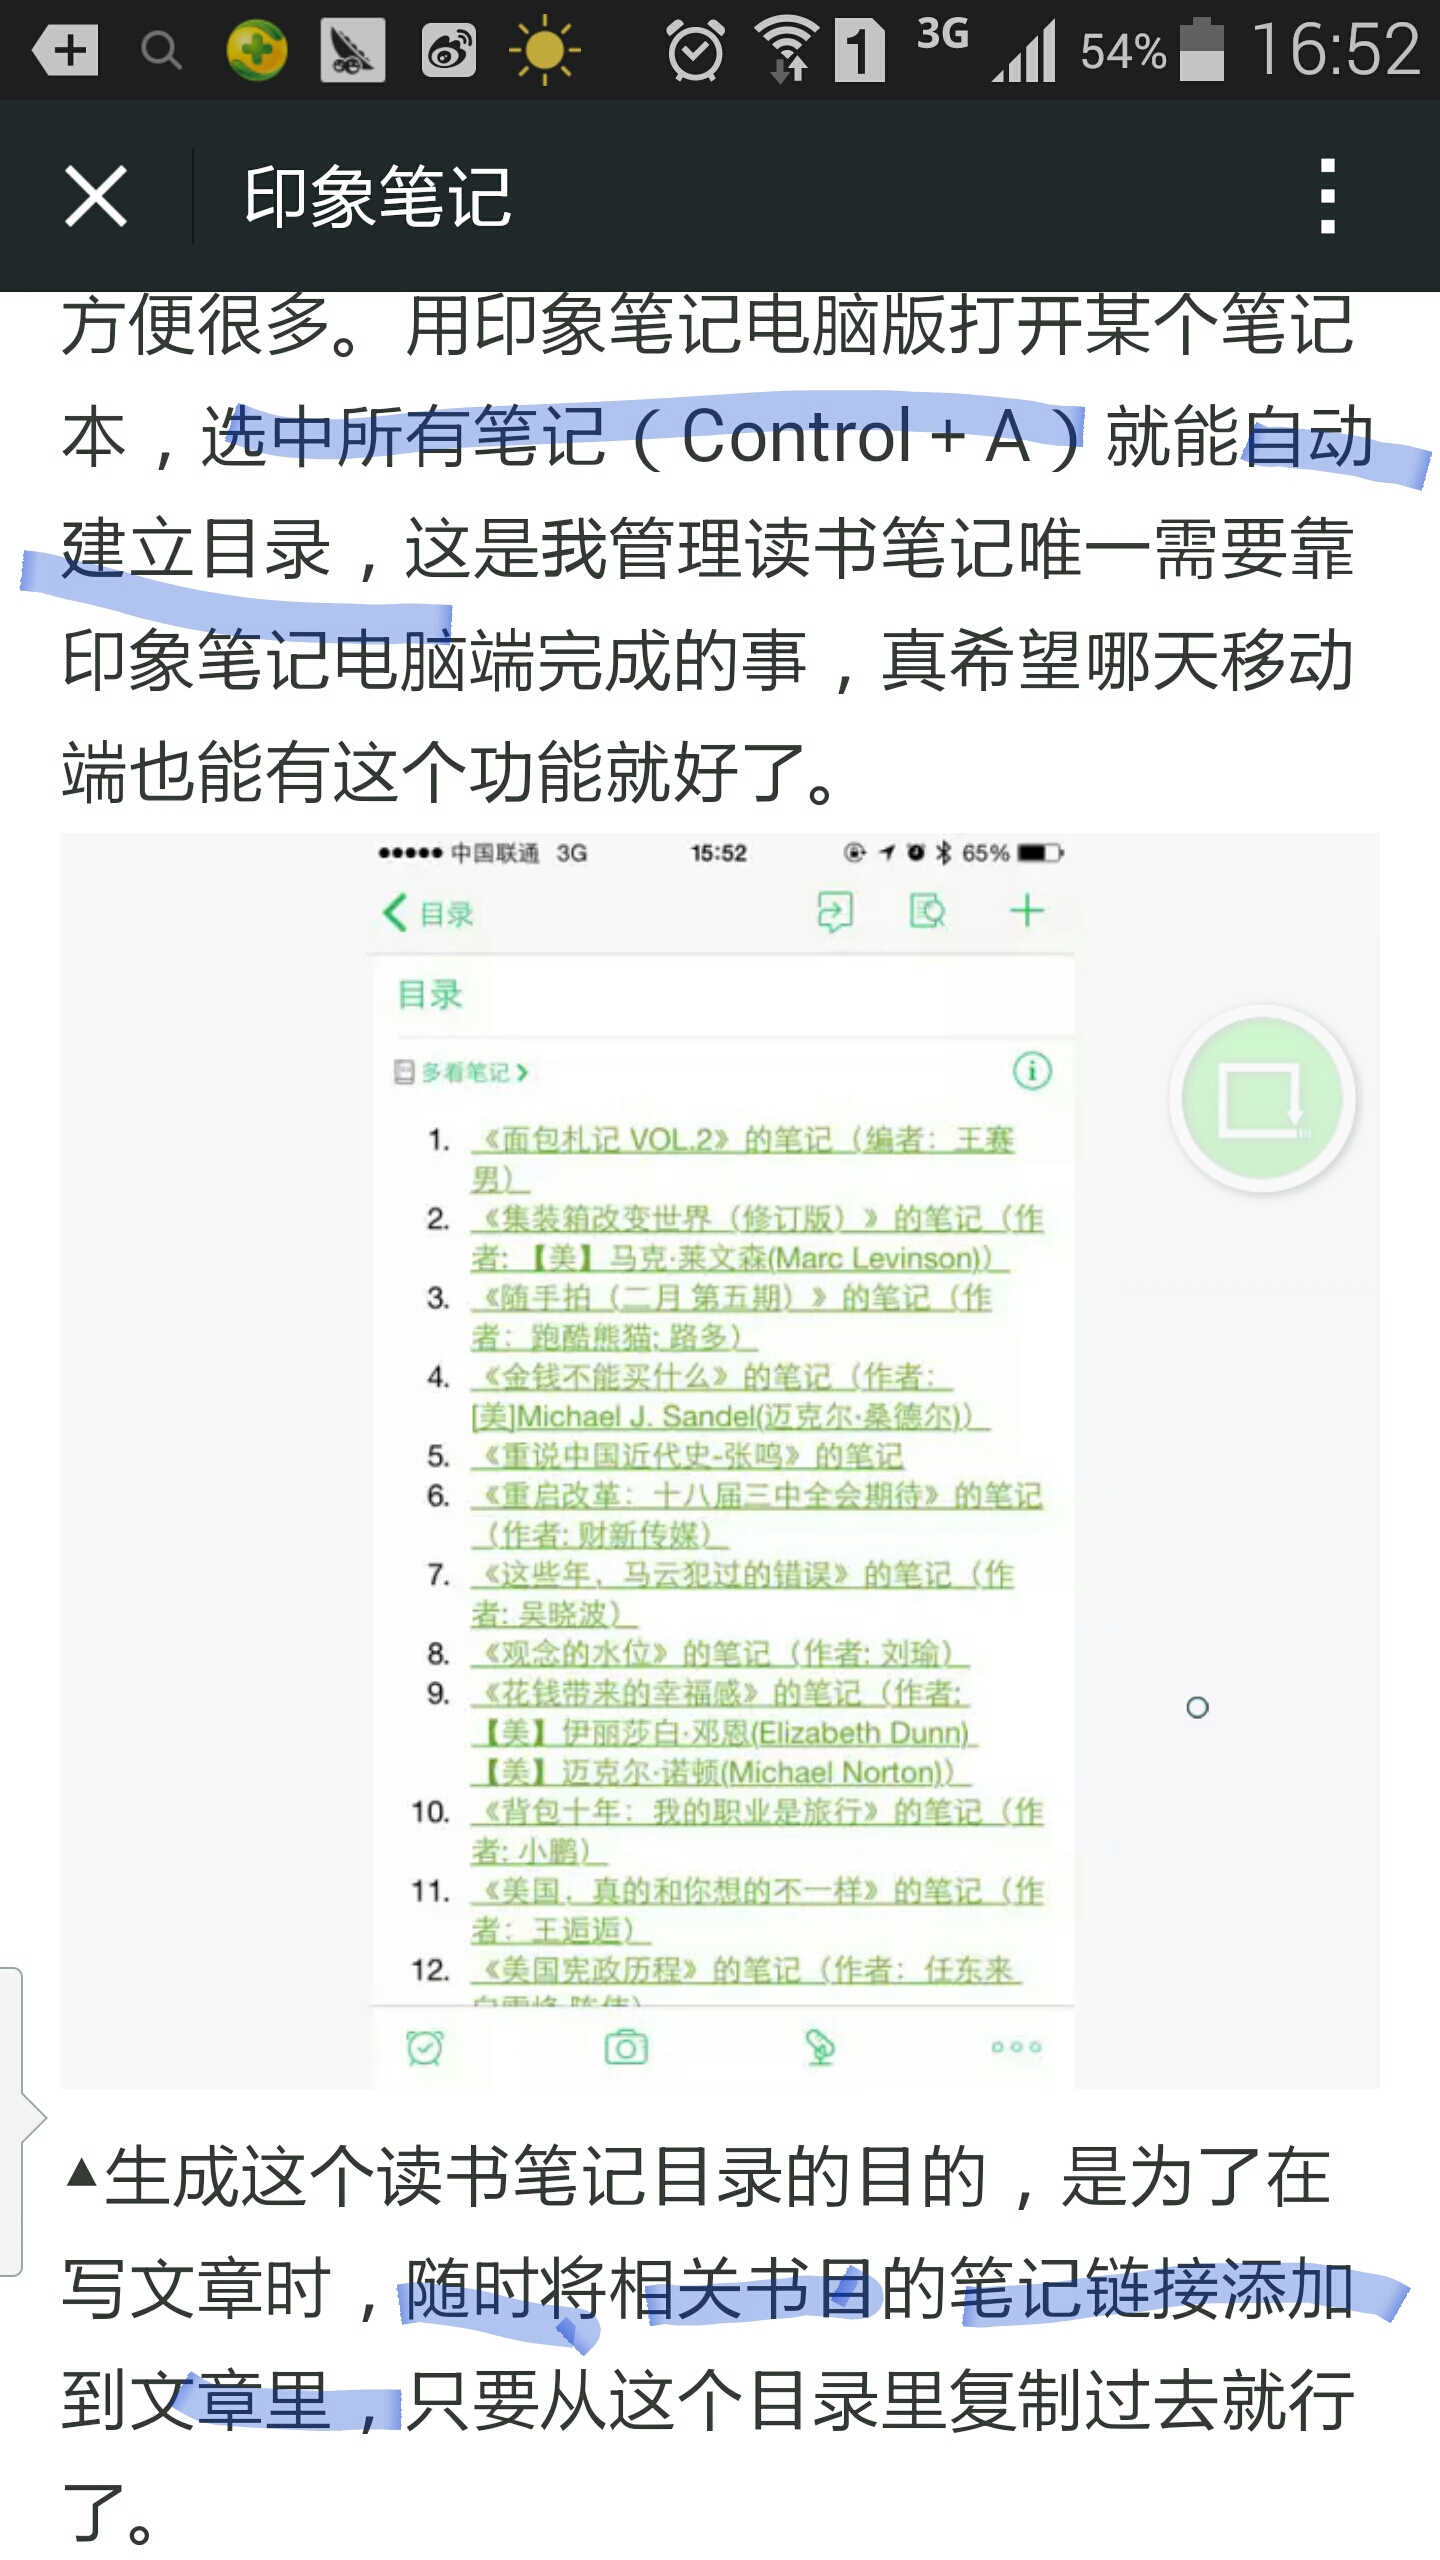 1 3G 54% 16:52
印象笔记
方便很多。 用印象笔记电脑版打开某个笔记
本，选中所有笔记（Control + A）就能自动
建立目录，这是我管理读书笔记唯一需要靠
印象笔记电脑端完成的事，真希望哪天移动
端也能有这个功能就好了。
中国联通 3G 15:52 65%
目录
目录
多看笔记
1. 《面包札记 VOL.2》的笔记（编者：王赛
男）
2. 《集装箱改变世界（修订版）》的笔记（作
者:【美】马克·莱文森(Marc Levinson)）
3. 《随手拍（二月 第五期）》的笔记（作
者：跑酷熊猫; 路多）
4. 《金钱不能买什么》的笔记（作者：
[美]Michael J. Sandel(迈克尔·桑德尔)）
5. 《重说中国近代史-张鸣》的笔记
6. 《重启改革：十八届三中全会期待》的笔记
（作者: 财新传媒）
7. 《这些年，马云犯过的错误》的笔记（作
者: 吴晓波）
8. 《观念的水位》的笔记（作者: 刘瑜）
9. 《花钱带来的幸福感》的笔记（作者:
【美】伊丽莎白·邓恩(Elizabeth Dunn)
【美】迈克尔·诺顿(Michael Norton)）
10. 《背包十年：我的职业是旅行》的笔记（作
者: 小鹏）
11. 《美国，真的和你想的不一样》的笔记（作
者：王逅逅）
12. 《美国宪政历程》的笔记（作者：任东来
▲生成这个读书笔记目录的目的，是为了在
写文章时，随时将相关书目的笔记链接添加
到文章里，只要从这个目录里复制过去就行
了。